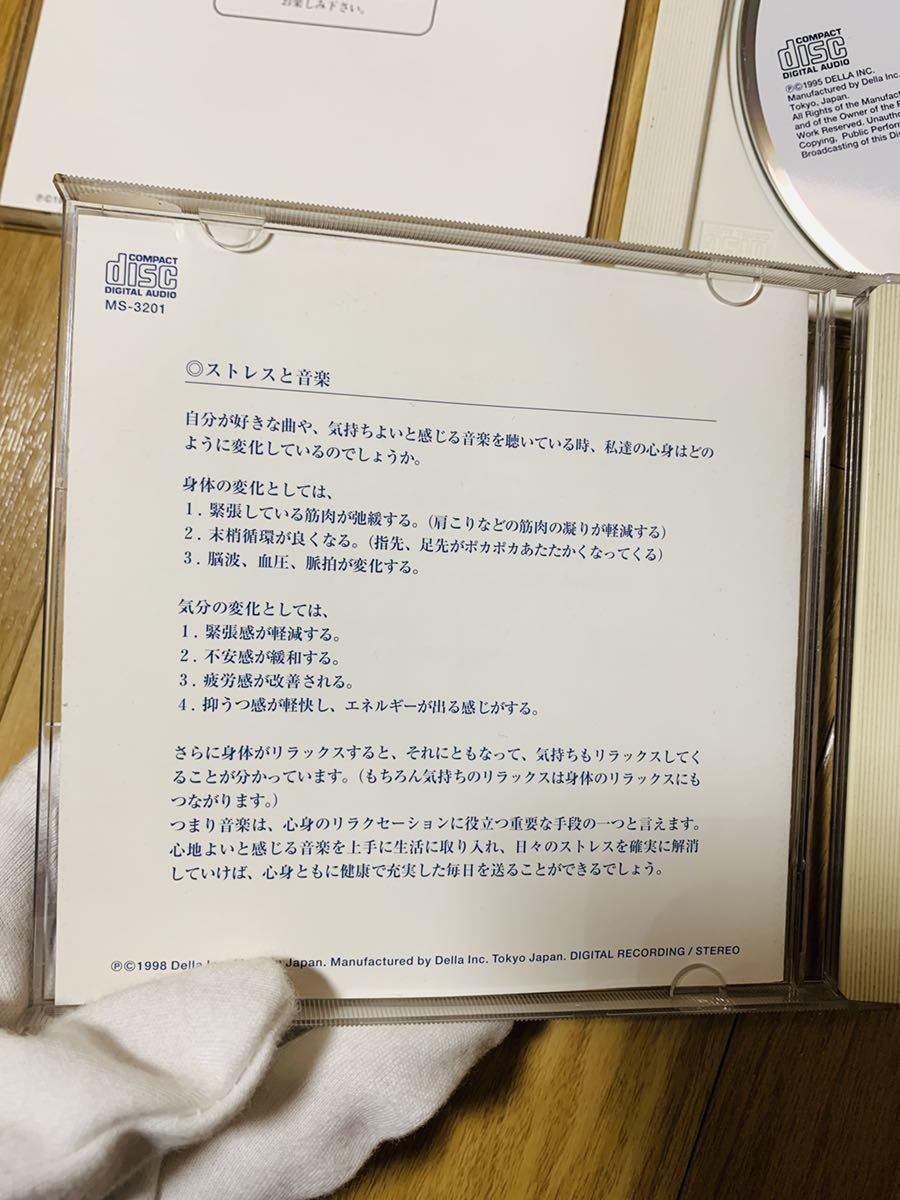 お楽しみ下さい。
COMPACT
disc
DIGITAL AUDIO
Ⓟ©1995 DELLA INC.
Manufactured by Della Inc.
Tokyo, Japan.
All Rights of the Manufa
and of the Owner of the
Work Reserved. Unautho
Copying, Public Perform
Broadcasting of this Dis
COMPACT
disc
DIGITAL AUDIO
MS-3201
◎ストレスと音楽
自分が好きな曲や、気持ちよいと感じる音楽を聴いている時、私達の心身はどの
ように変化しているのでしょうか。
身体の変化としては、
1．緊張している筋肉が弛緩する。（肩こりなどの筋肉の凝りが軽減する）
2．末梢循環が良くなる。（指先、足先がポカポカあたたかくなってくる）
3．脳波、血圧、脈拍が変化する。
気分の変化としては、
1．緊張感が軽減する。
2．不安感が緩和する。
3．疲労感が改善される。
4．抑うつ感が軽快し、エネルギーが出る感じがする。
さらに身体がリラックスすると、それにともなって、気持ちもリラックスしてく
ることが分かっています。（もちろん気持ちのリラックスは身体のリラックスにも
つながります。）
つまり音楽は、心身のリラクセーションに役立つ重要な手段の一つと言えます。
心地よいと感じる音楽を上手に生活に取り入れ、日々のストレスを確実に解消
していけば、心身ともに健康で充実した毎日を送ることができるでしょう。
Ⓟ©1998 Della Japan. Manufactured by Della Inc. Tokyo Japan. DIGITAL RECORDING / STEREO